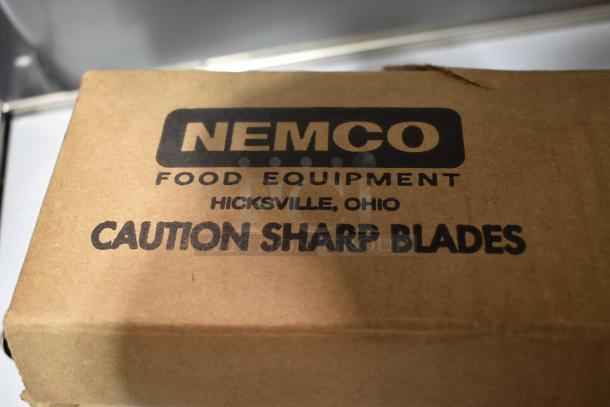 NEMCO
FOOD EQUIPMENT
HICKSVILLE, OHIO
CAUTION SHARP BLADES